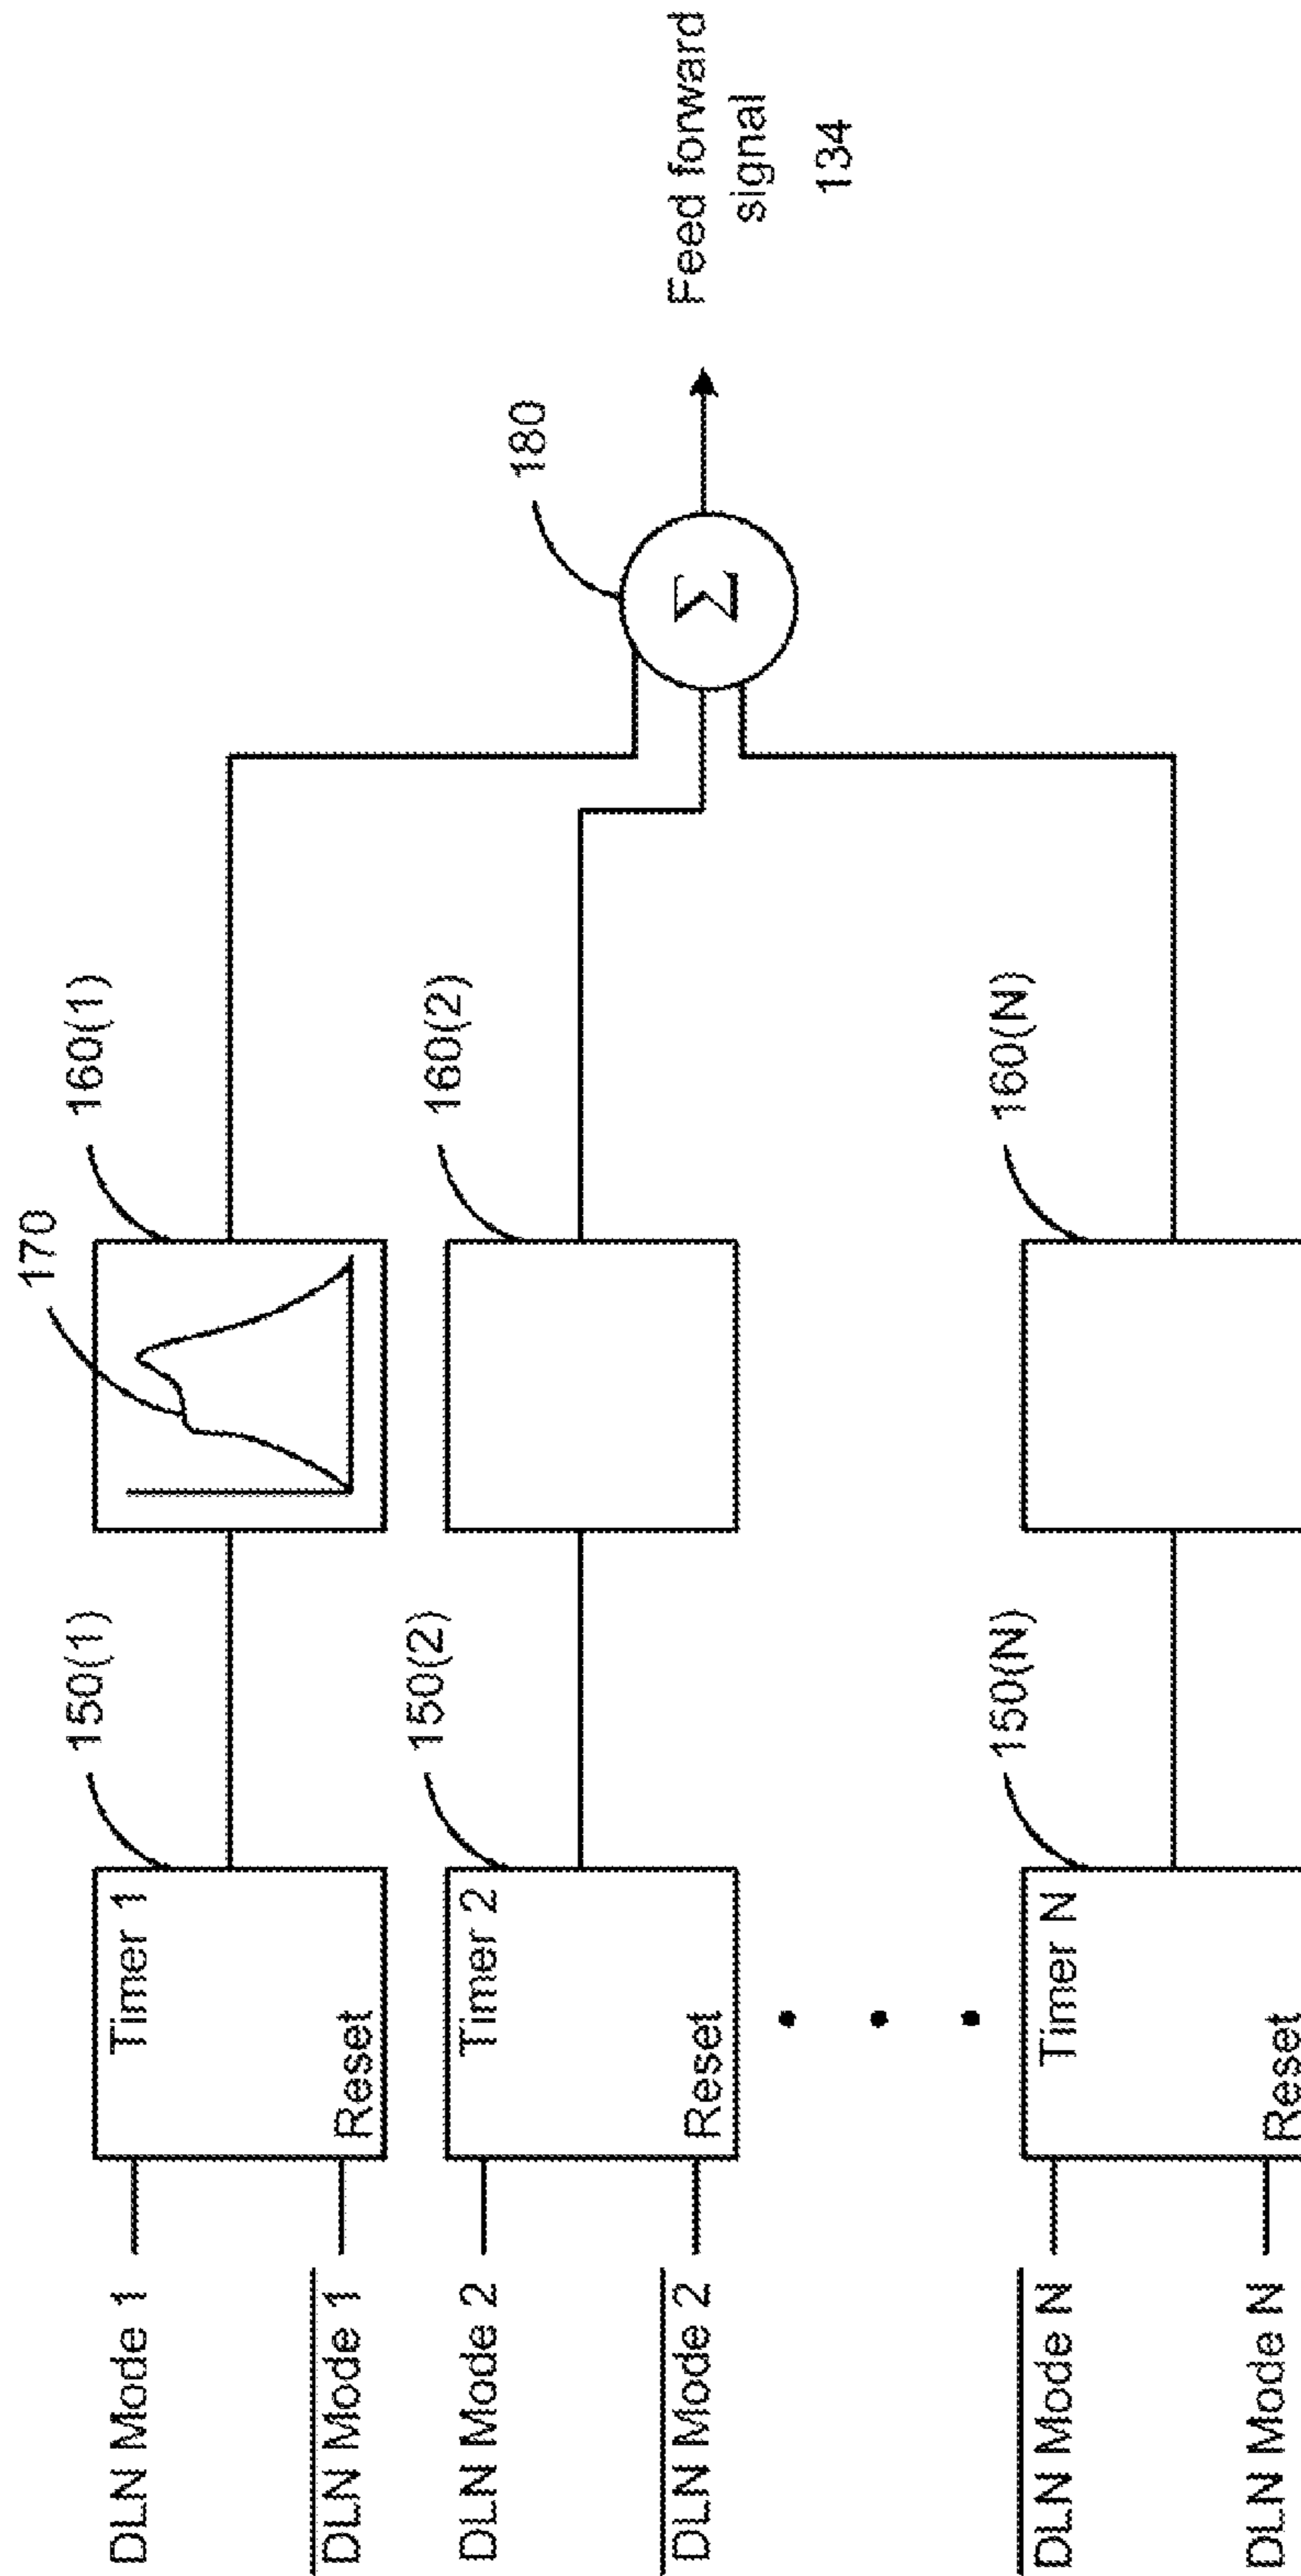 170
160(1)
150(1)
DLN Mode 1
Timer 1
DLN Mode 1
Reset
160(2)
150(2)
DLN Mode 2
Timer 2
DLN Mode 2
Reset
180
Σ
Feed forward
signal
134
160(N)
150(N)
DLN Mode N
Timer N
DLN Mode N
Reset